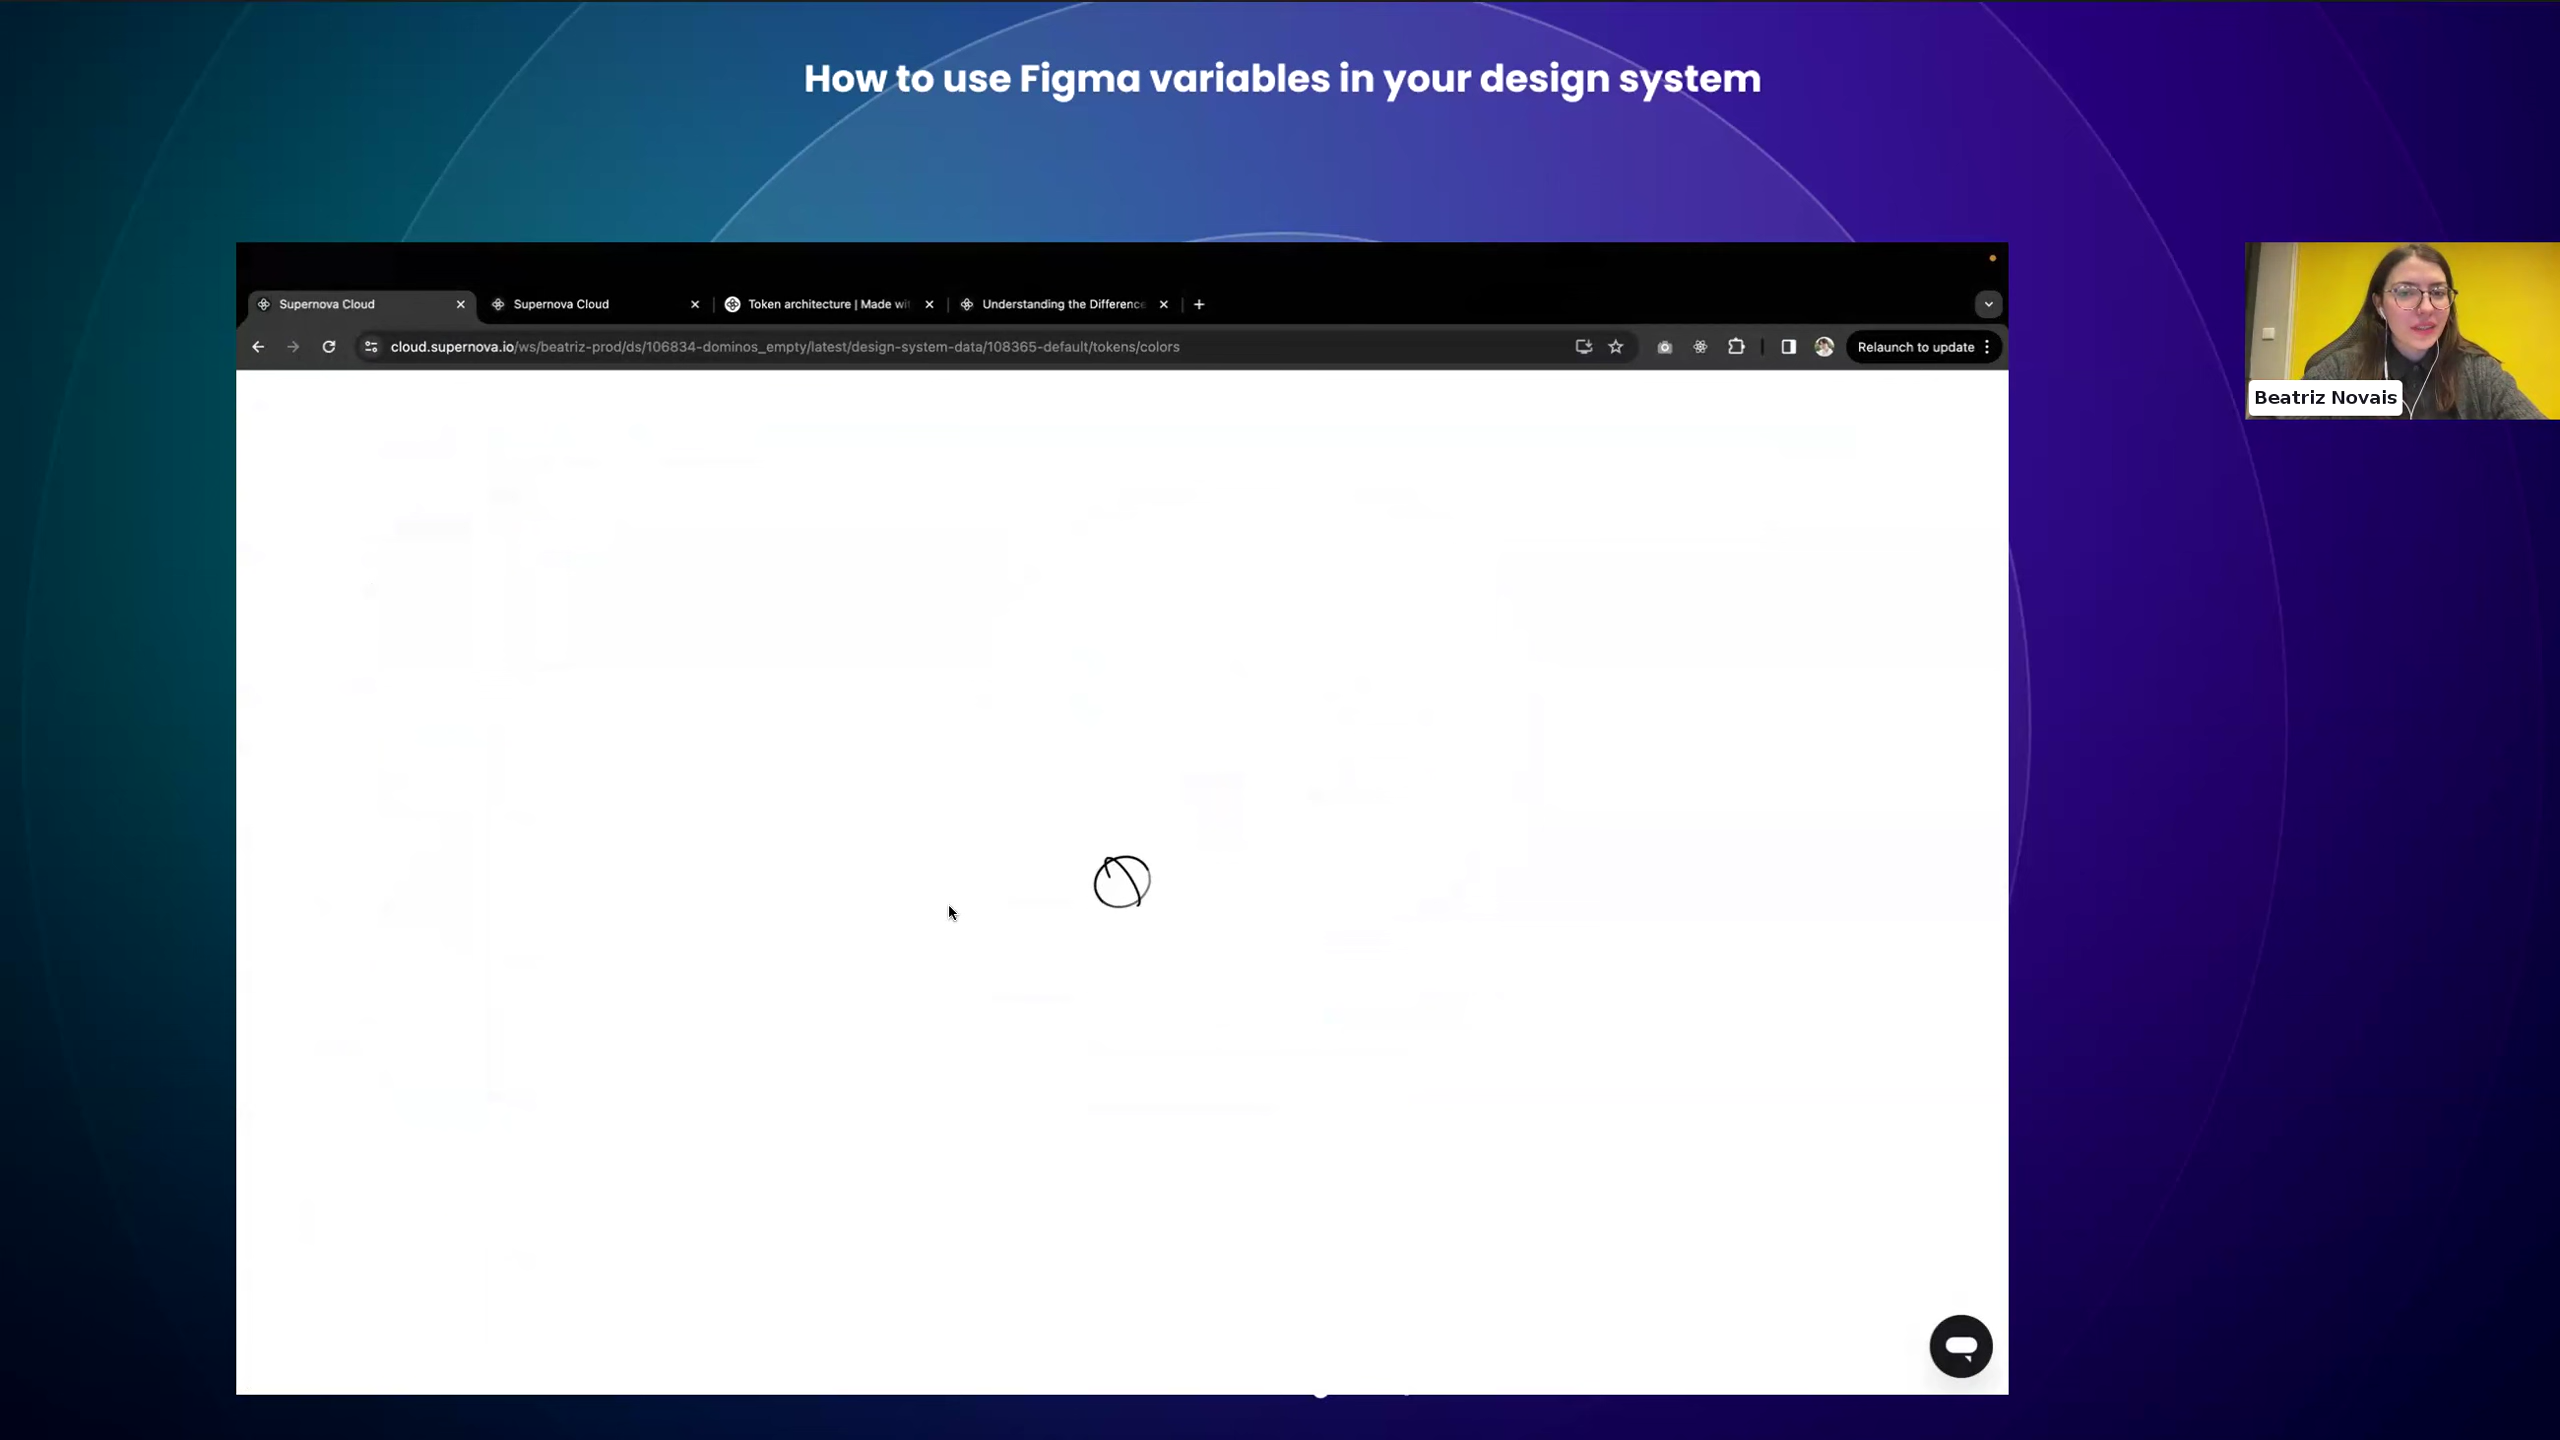 How to use Figma variables in your design system
Supernova Cloud
Supernova Cloud
Token architecture | Made wi
Understanding the Differenc
cloud.supernova.io/ws/beatriz-prod/ds/106834-dominos_empty/latest/design-system-data/108365-default/tokens/colors
Relaunch to update
Beatriz Novais